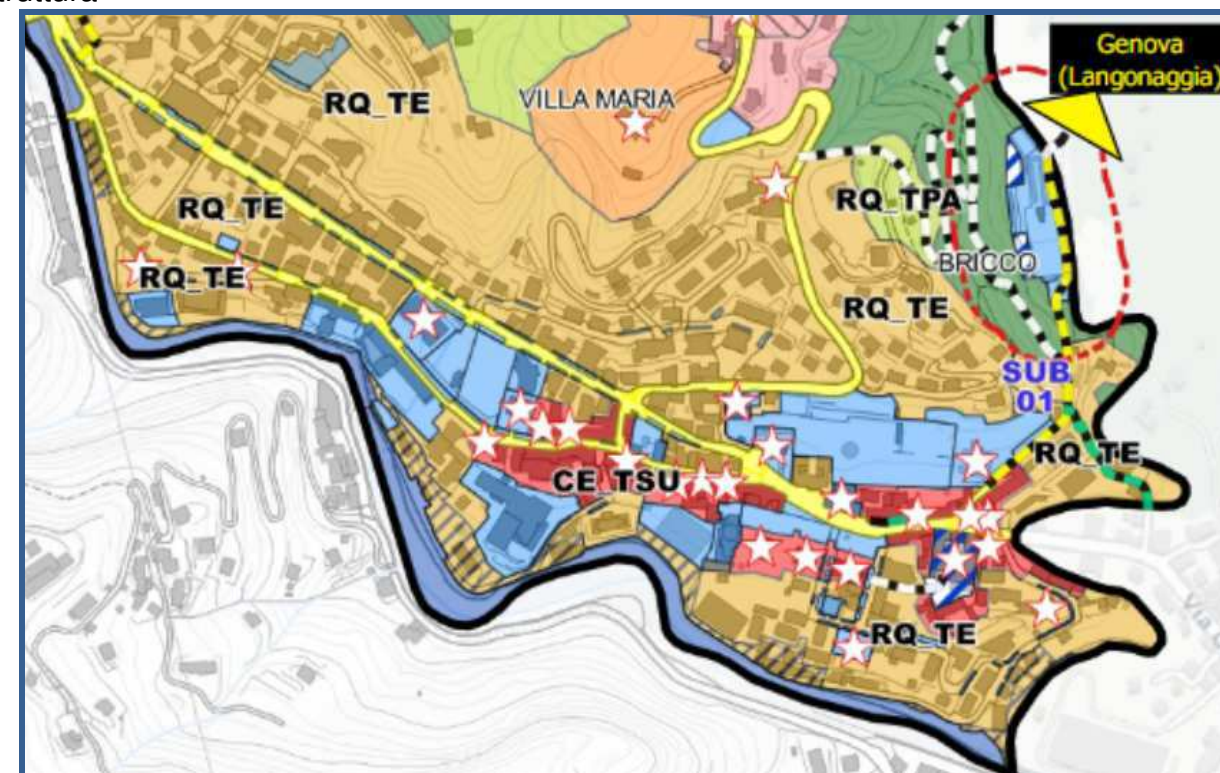 Genova
(Langonaggia)
RQ_TE
VILLA MARIA
RQ_TE
RQ_TPA
RQ_TE
BRICCO
RQ_TE
SUB
01
RQ_TE
CE_TSU
RQ_TE